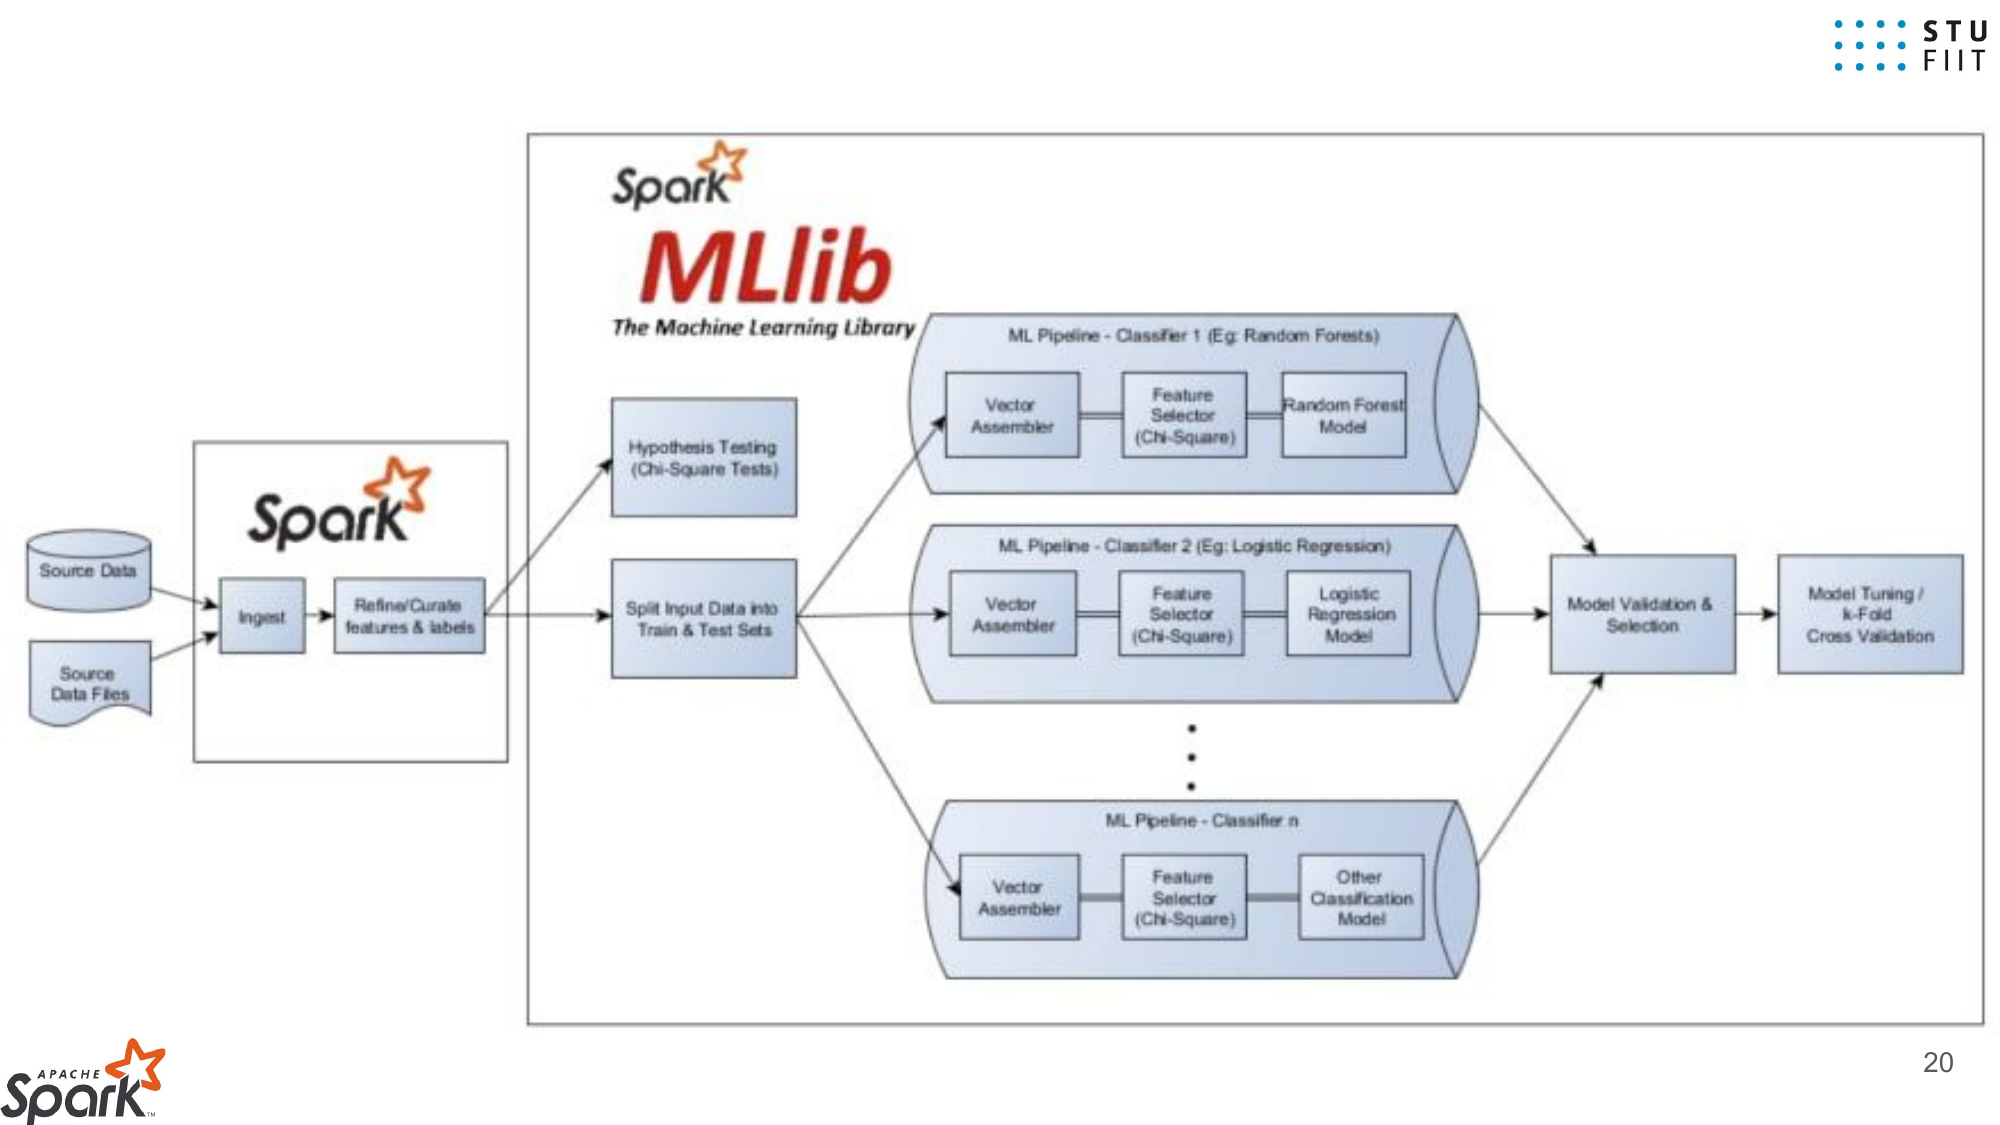 STU
FIIT
Spark
MLlib
The Machine Learning Library
ML Pipeline - Classifier 1 (Eg: Random Forests)
Vector
Assembler
Feature
Selector
(Chi-Square)
Random Forest
Model
Hypothesis Testing
(Chi-Square Tests)
Spark
Source Data
Source
Data Files
Ingest
Refine/Curate
features & labels
Split Input Data into
Train & Test Sets
ML Pipeline - Classifier 2 (Eg: Logistic Regression)
Vector
Assembler
Feature
Selector
(Chi-Square)
Logistic
Regression
Model
Model Validation &
Selection
Model Tuning /
k-Fold
Cross Validation
ML Pipeline - Classifier n
Vector
Assembler
Feature
Selector
(Chi-Square)
Other
Classification
Model
APACHE
Spark™
20